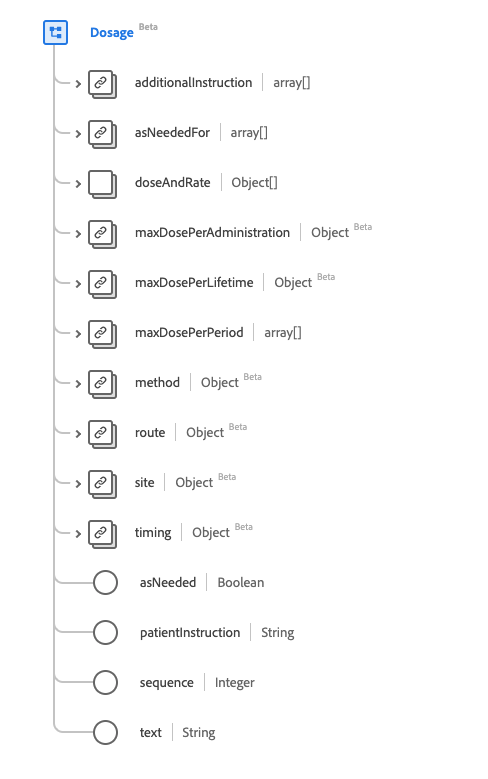 Dosage Beta
additionalInstruction array[]
asNeededFor array[]
doseAndRate Object[]
maxDosePerAdministration Object Beta
maxDosePerLifetime Object Beta
maxDosePerPeriod array[]
method Object Beta
route Object Beta
site Object Beta
timing Object Beta
asNeeded Boolean
patientInstruction String
sequence Integer
text String